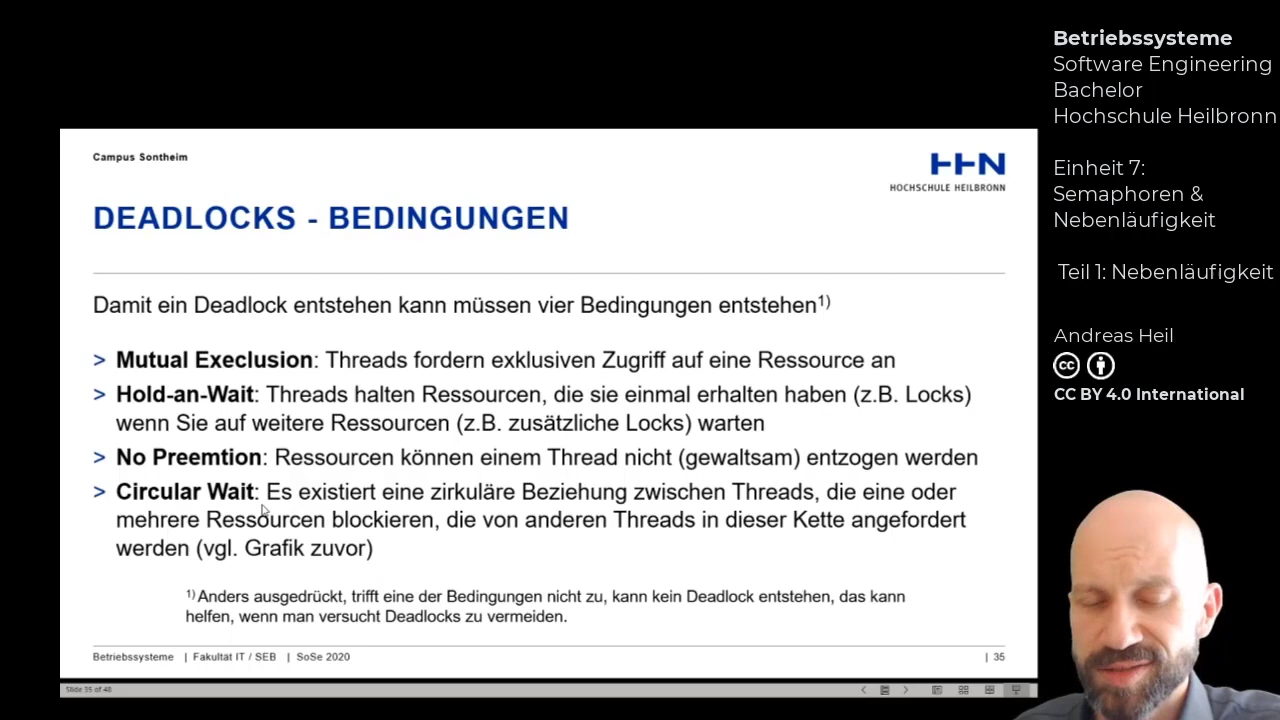 Campus Sontheim
HHN
HOCHSCHULE HEILBRONN
DEADLOCKS - BEDINGUNGEN
Damit ein Deadlock entstehen kann müssen vier Bedingungen entstehen1)
> Mutual Execlusion: Threads fordern exklusiven Zugriff auf eine Ressource an
> Hold-an-Wait: Threads halten Ressourcen, die sie einmal erhalten haben (z.B. Locks)
wenn Sie auf weitere Ressourcen (z.B. zusätzliche Locks) warten
> No Preemtion: Ressourcen können einem Thread nicht (gewaltsam) entzogen werden
> Circular Wait: Es existiert eine zirkuläre Beziehung zwischen Threads, die eine oder
mehrere Ressourcen blockieren, die von anderen Threads in dieser Kette angefordert
werden (vgl. Grafik zuvor)
1) Anders ausgedrückt, trifft eine der Bedingungen nicht zu, kann kein Deadlock entstehen, das kann
helfen, wenn man versucht Deadlocks zu vermeiden.
Betriebssysteme | Fakultät IT / SEB | SoSe 2020 | 35
Slide 35 of 48
Betriebssysteme
Software Engineering
Bachelor
Hochschule Heilbronn
Einheit 7:
Semaphoren &
Nebenläufigkeit
Teil 1: Nebenläufigkeit
Andreas Heil
cc
CC BY 4.0 International